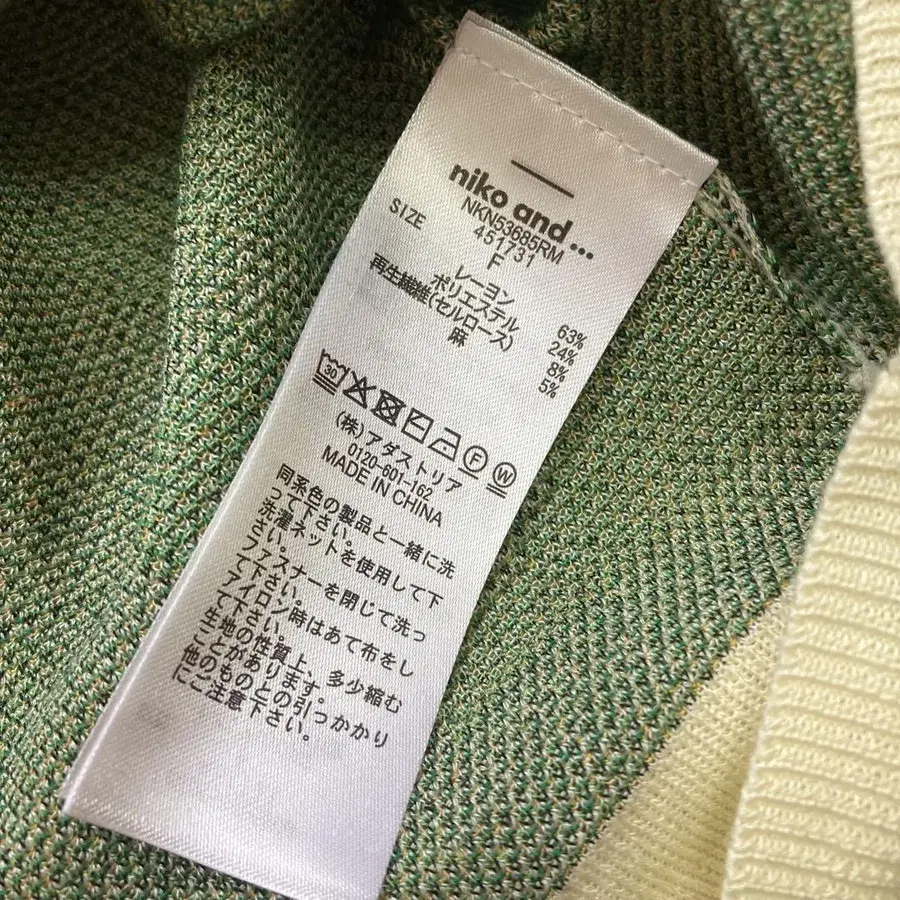 niko and ...
NKN53685RM
451731
SIZE F
レーヨン 63%
ポリエステル 24%
再生繊維(セルロース) 8%
麻 5%
30
F W
(株)アダストリア
0120-601-162
MADE IN CHINA
同系色の製品と一緒に洗
って下さい。
洗濯ネットを使用して下
さい。
ファスナーを閉じて洗っ
て下さい。
アイロン時はあて布をし
て下さい。
生地の性質上、多少縮む
ことがあります。
他のものとの引っかかり
にご注意下さい。